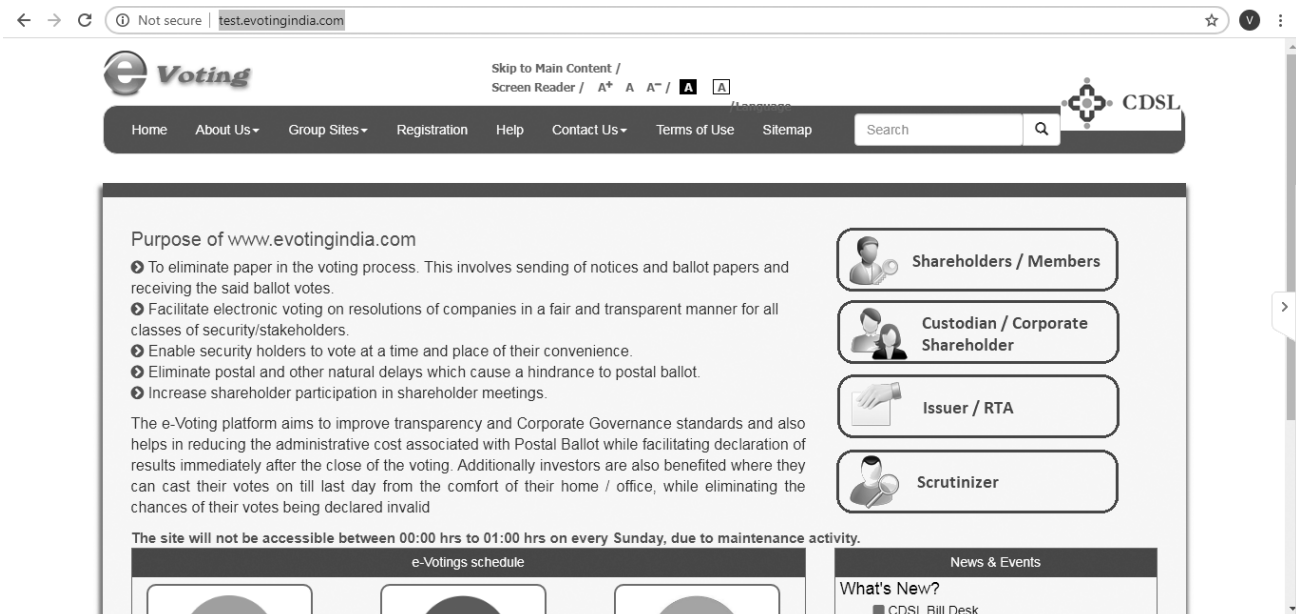 Not secure | test.evotingindia.com
V
e Voting
Skip to Main Content /
Screen Reader / A+ A A− / A A
/Language
CDSL
Home About Us Group Sites Registration Help Contact Us Terms of Use Sitemap Search
Purpose of www.evotingindia.com
To eliminate paper in the voting process. This involves sending of notices and ballot papers and
receiving the said ballot votes.
Facilitate electronic voting on resolutions of companies in a fair and transparent manner for all
classes of security/stakeholders.
Enable security holders to vote at a time and place of their convenience.
Eliminate postal and other natural delays which cause a hindrance to postal ballot.
Increase shareholder participation in shareholder meetings.
The e-Voting platform aims to improve transparency and Corporate Governance standards and also
helps in reducing the administrative cost associated with Postal Ballot while facilitating declaration of
results immediately after the close of the voting. Additionally investors are also benefited where they
can cast their votes on till last day from the comfort of their home / office, while eliminating the
chances of their votes being declared invalid
The site will not be accessible between 00:00 hrs to 01:00 hrs on every Sunday, due to maintenance activity.
Shareholders / Members
Custodian / Corporate
Shareholder
Issuer / RTA
Scrutinizer
e-Votings schedule
News & Events
What's New?
CDSL Bill Desk